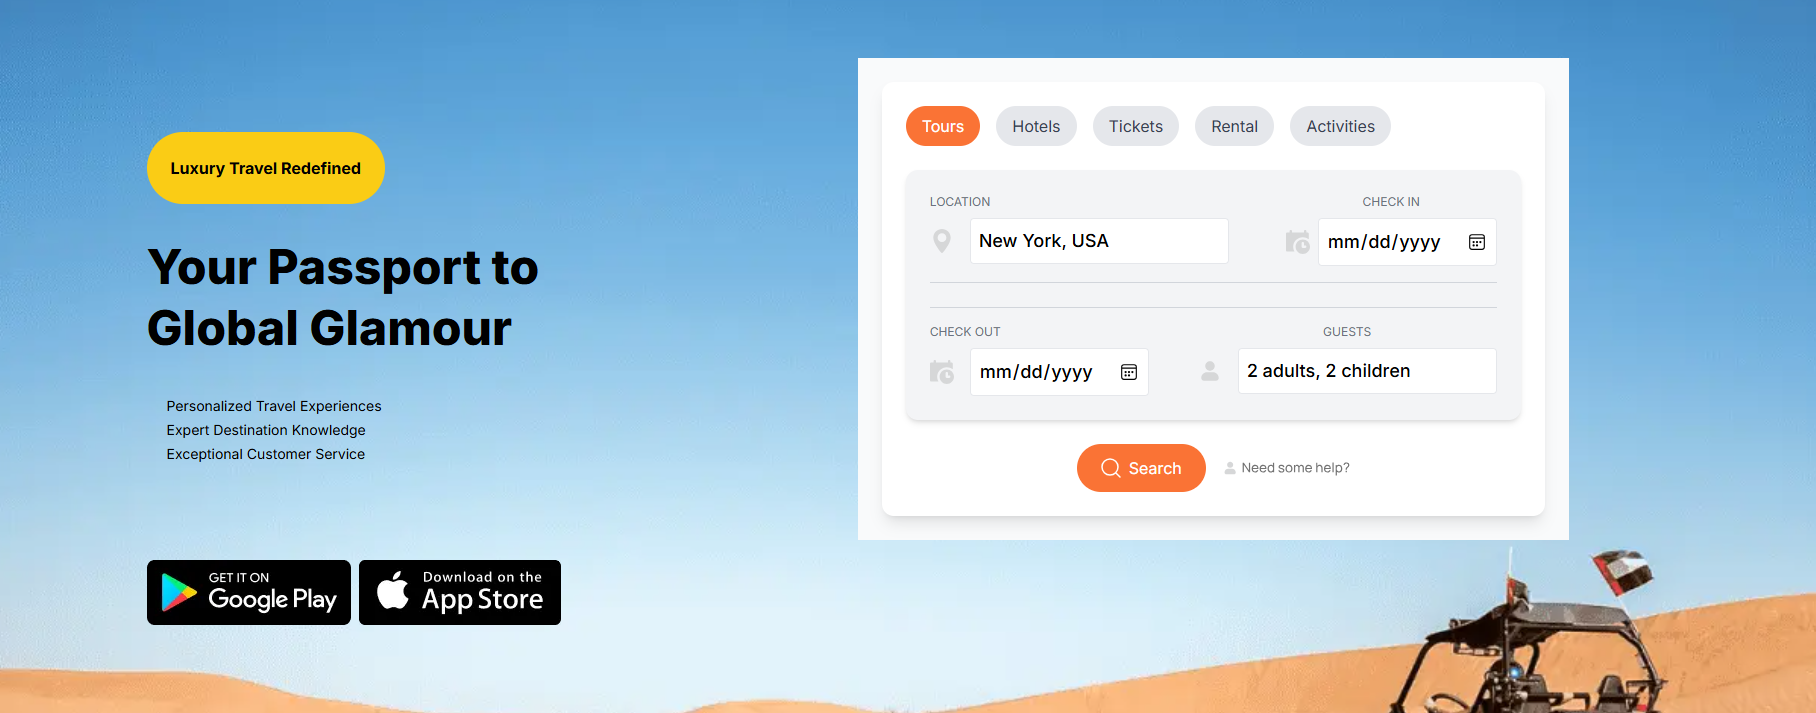 Luxury Travel Redefined
Your Passport to
Global Glamour
Personalized Travel Experiences
Expert Destination Knowledge
Exceptional Customer Service
GET IT ON
Google Play
Download on the
App Store
Tours Hotels Tickets Rental Activities
LOCATION CHECK IN
New York, USA mm/dd/yyyy
CHECK OUT GUESTS
mm/dd/yyyy 2 adults, 2 children
Search Need some help?